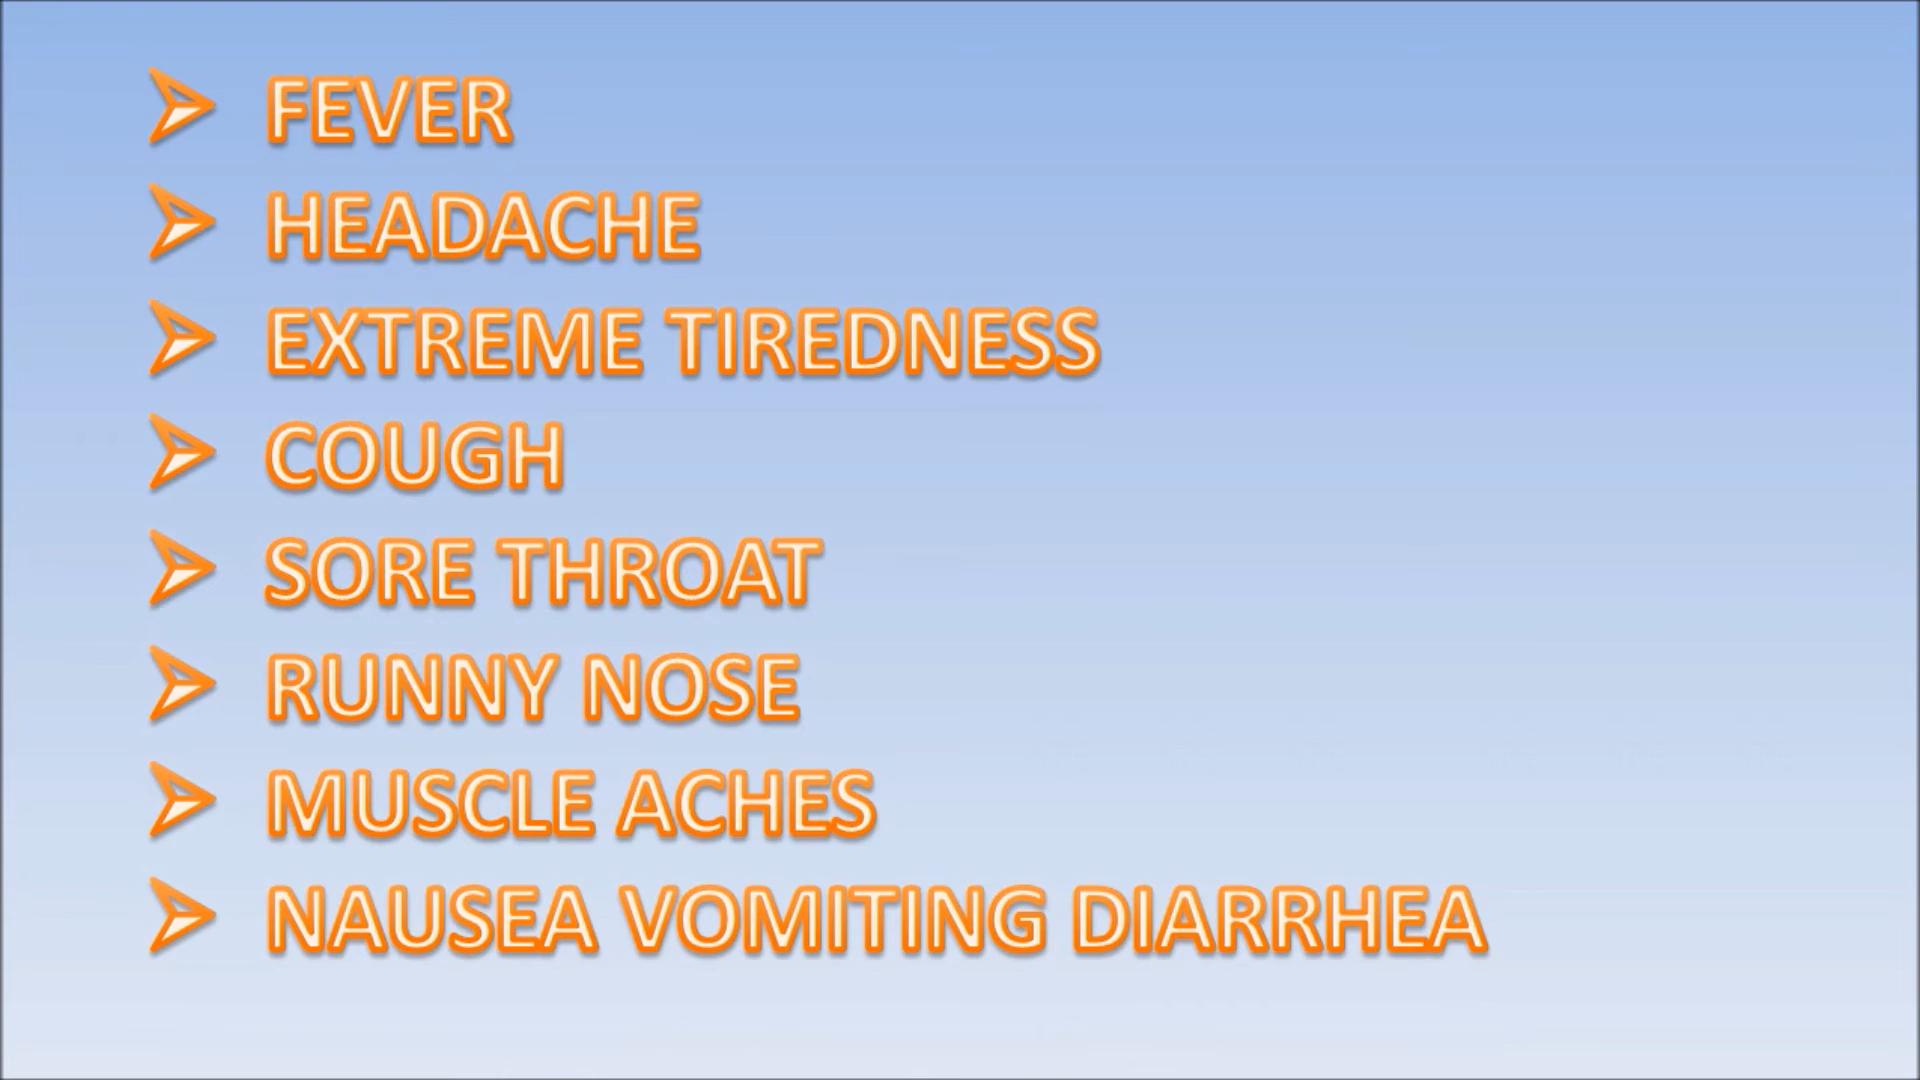 FEVER
HEADACHE
EXTREME TIREDNESS
COUGH
SORE THROAT
RUNNY NOSE
MUSCLE ACHES
NAUSEA VOMITING DIARRHEA